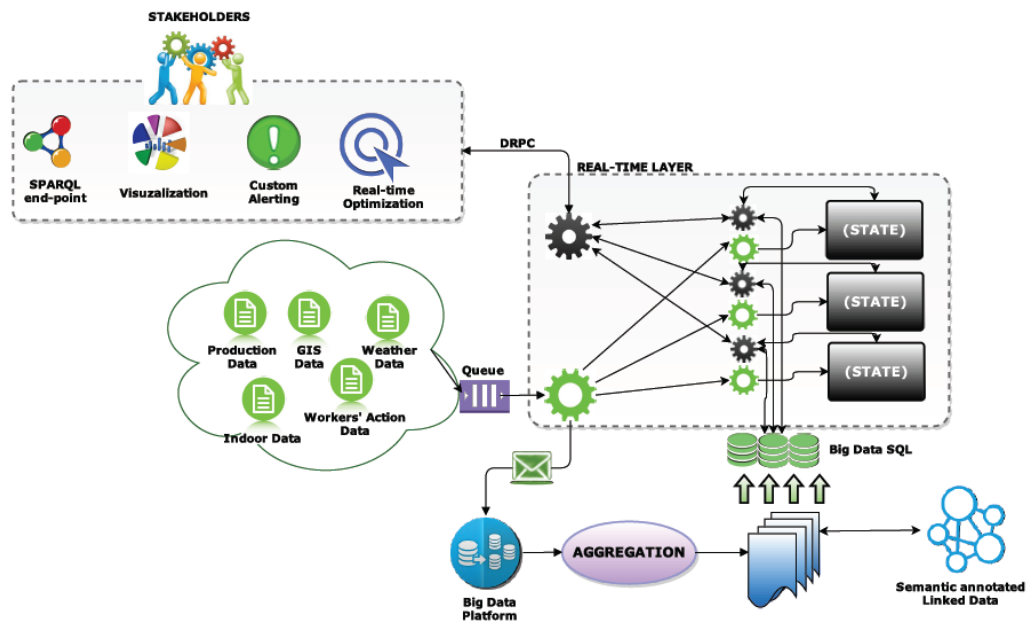 STAKEHOLDERS
SPARQL
end-point
Visuzalization
Custom
Alerting
Real-time
Optimization
DRPC
REAL-TIME LAYER
(STATE)
(STATE)
(STATE)
Production
Data
GIS
Data
Weather
Data
Indoor Data
Workers' Action
Data
Queue
Big Data SQL
Big Data
Platform
AGGREGATION
Semantic annotated
Linked Data